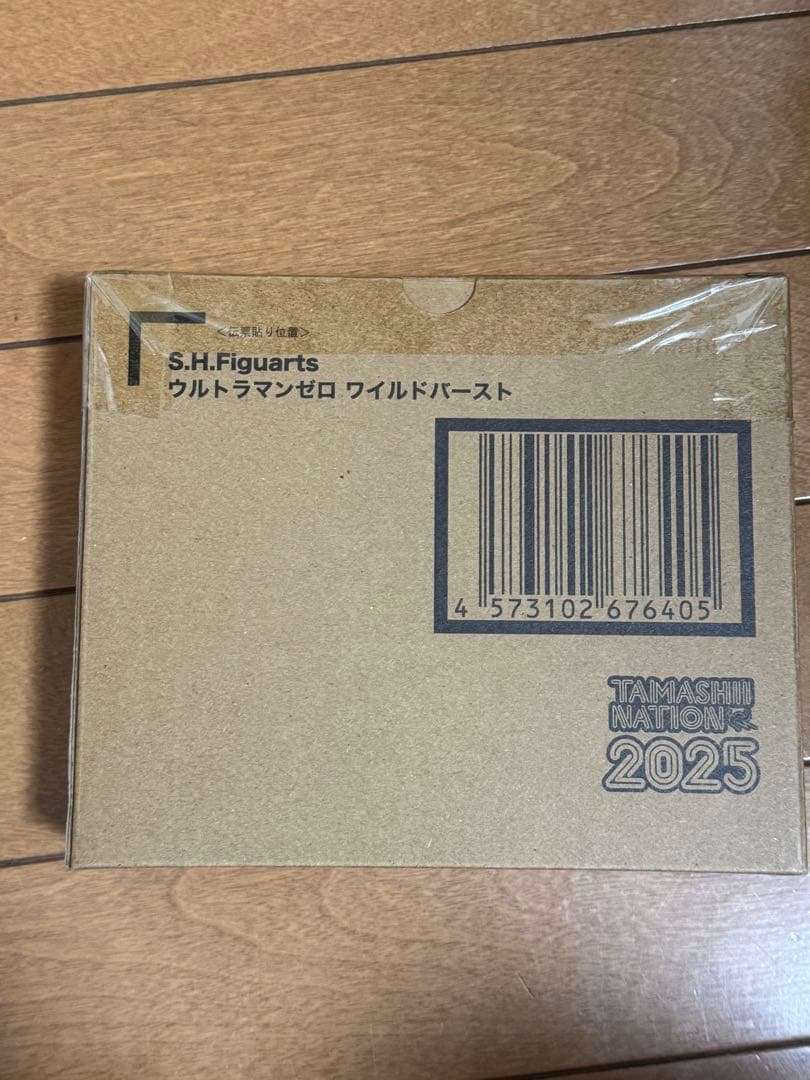 <伝票貼り位置>
S.H.Figuarts
ウルトラマンゼロ ワイルドバースト
4 573102 676405
TAMASHII
NATION
2025